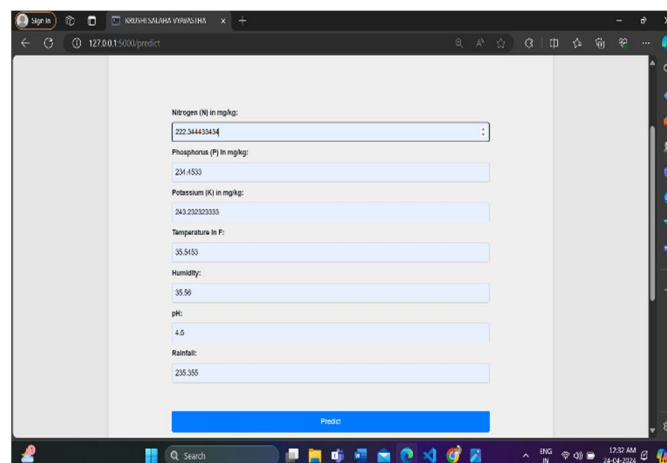 Sign in
KRUSHI SALAHA VYAWASTHA
127.0.0.1:5000/predict
Nitrogen (N) in mg/kg:
222.344433434
Phosphorus (P) in mg/kg:
234.4533
Potassium (K) in mg/kg:
243.232323333
Temperature in F:
35.5453
Humidity:
35.56
pH:
4.6
Rainfall:
235.355
Predict
Search
ENG
IN
12:32 AM
24-04-2024